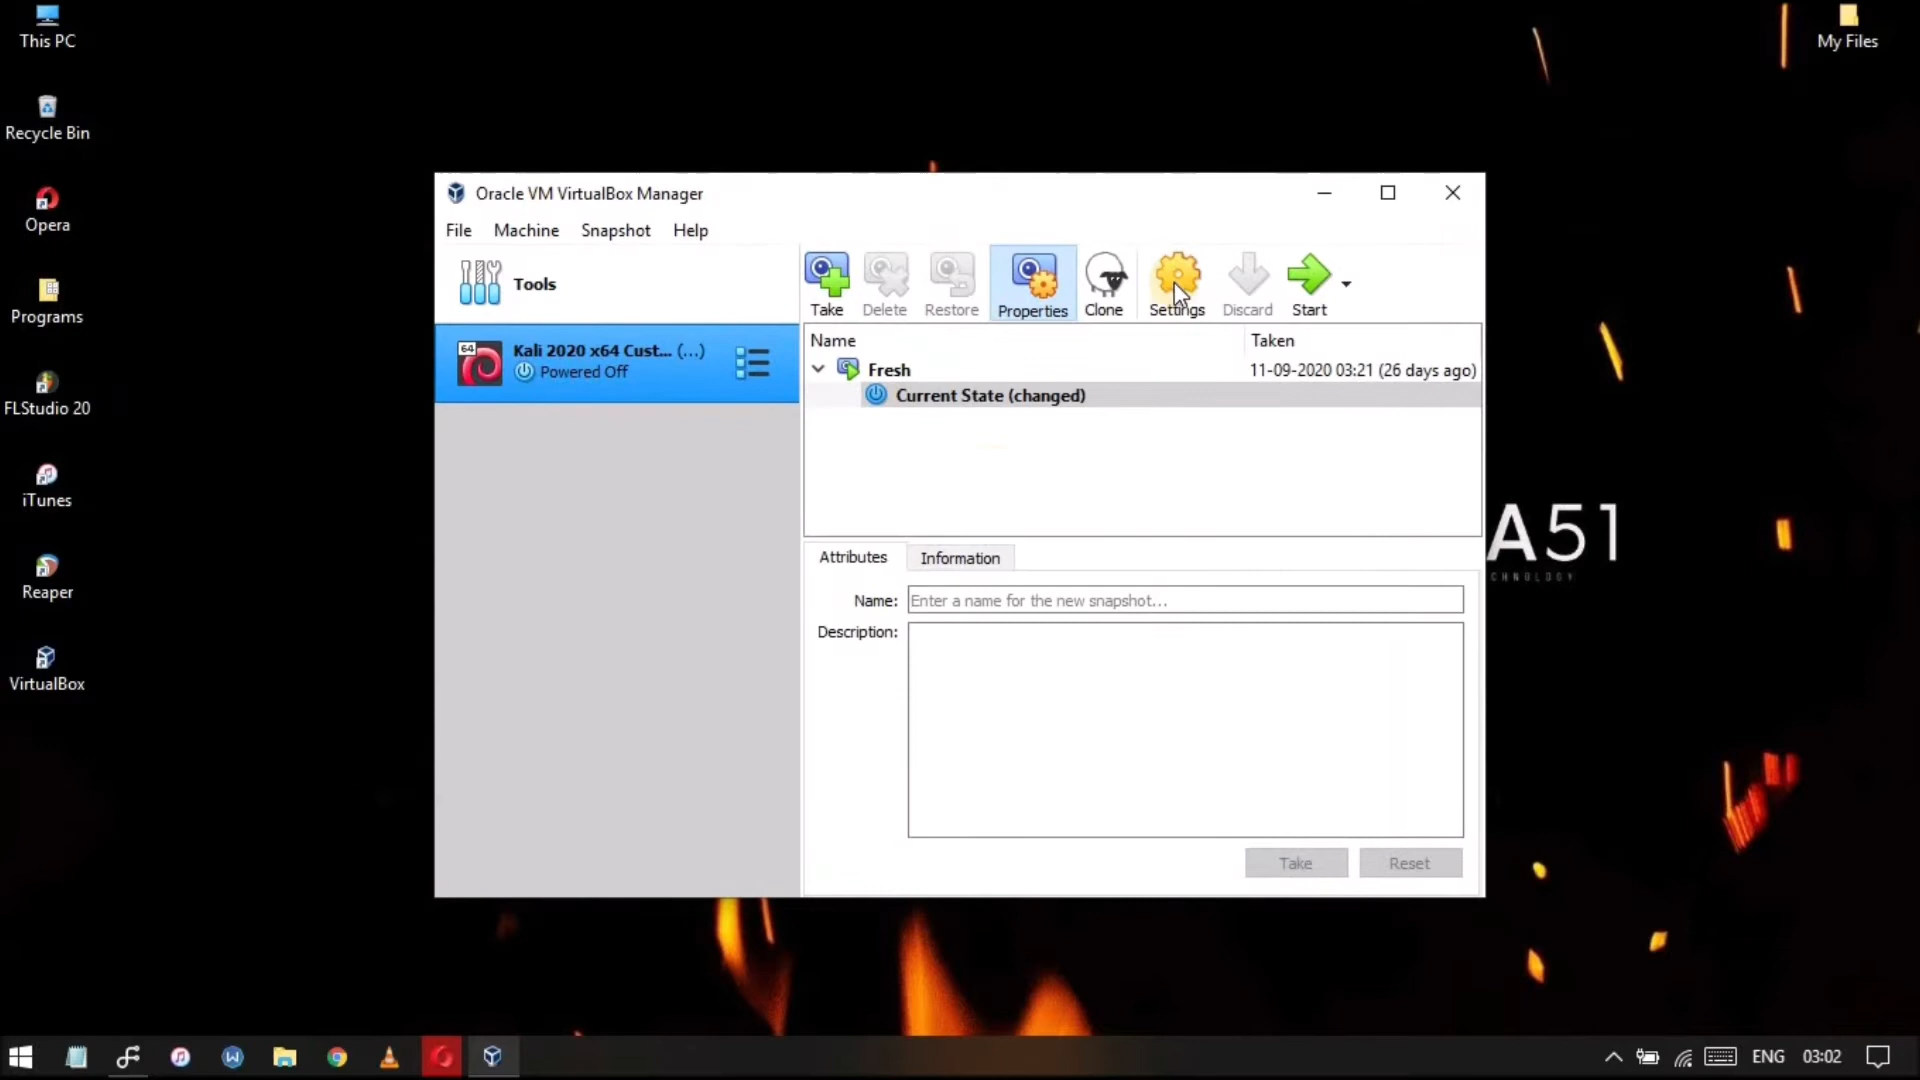 This PC
My Files
Recycle Bin
Opera
Programs
FLStudio 20
iTunes
Reaper
VirtualBox
Oracle VM VirtualBox Manager
File Machine Snapshot Help
Tools
64
Kali 2020 x64 Cust... (...)
Powered Off
Take Delete Restore Properties Clone Settings Discard Start
Name Taken
Fresh 11-09-2020 03:21 (26 days ago)
Current State (changed)
Attributes Information
Name: Enter a name for the new snapshot...
Description:
Take Reset
A51
CHNOLOGY
ENG 03:02